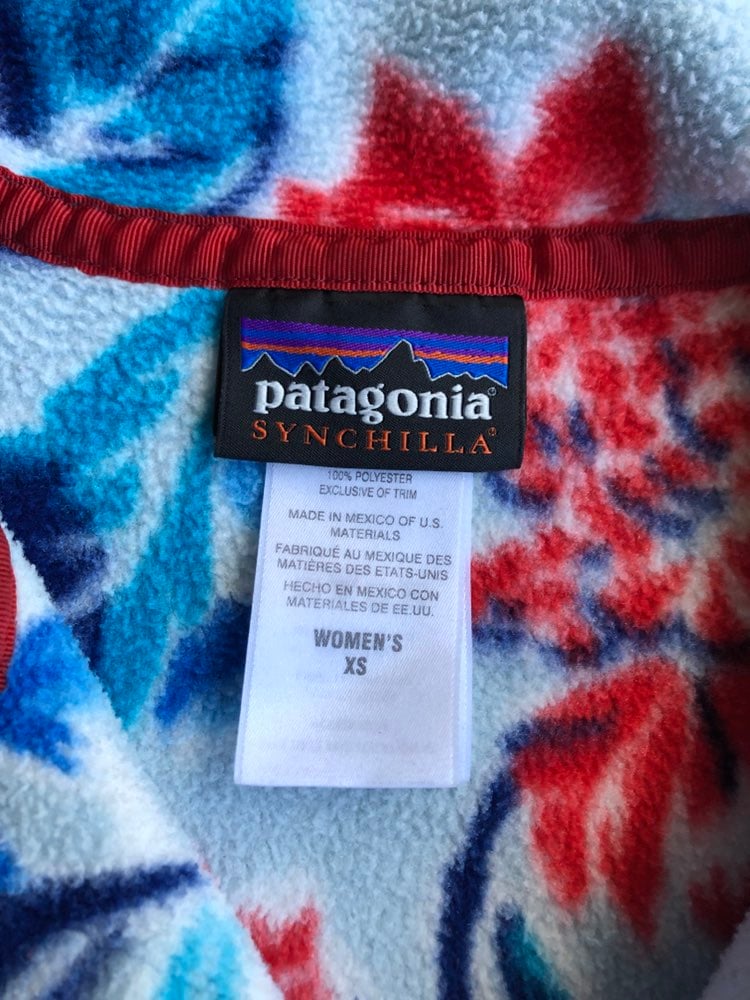 patagonia®
SYNCHILLA®
100% POLYESTER
EXCLUSIVE OF TRIM
MADE IN MEXICO OF U.S.
MATERIALS
FABRIQUÉ AU MEXIQUE DES
MATIÈRES DES ETATS-UNIS
HECHO EN MEXICO CON
MATERIALES DE EE.UU.
WOMEN'S
XS